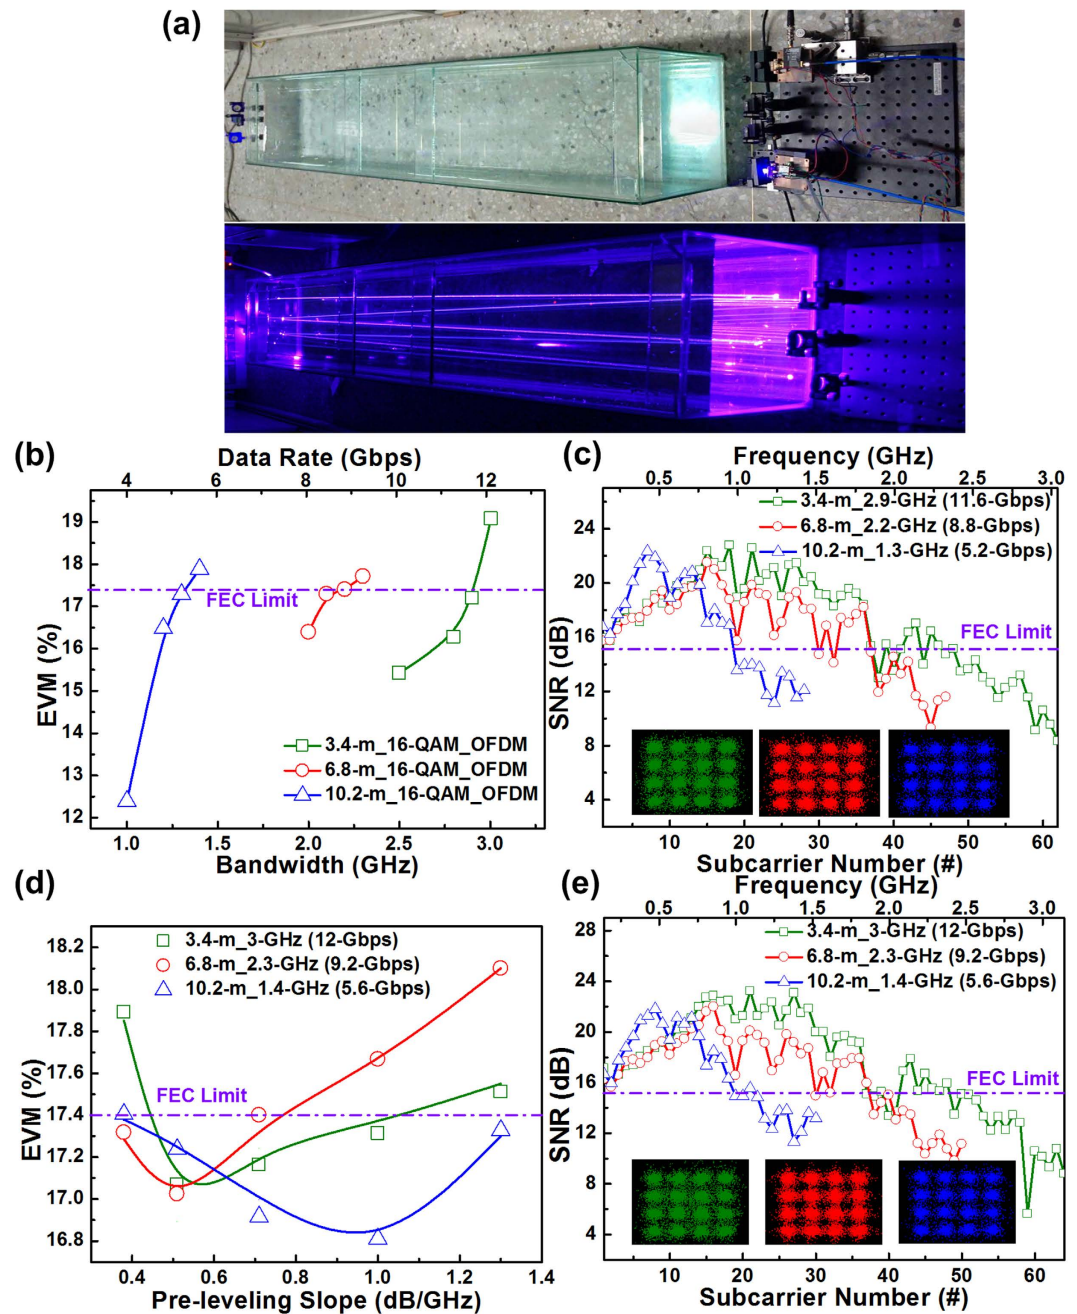 (a)
(b)
Data Rate (Gbps)
4 6 8 10 12
EVM (%)
19
18
17
16
15
14
13
12
FEC Limit
3.4-m_16-QAM_OFDM
6.8-m_16-QAM_OFDM
10.2-m_16-QAM_OFDM
1.0 1.5 2.0 2.5 3.0
Bandwidth (GHz)
(c)
Frequency (GHz)
0.5 1.0 1.5 2.0 2.5 3.0
SNR (dB)
24
20
16
12
8
4
3.4-m_2.9-GHz (11.6-Gbps)
6.8-m_2.2-GHz (8.8-Gbps)
10.2-m_1.3-GHz (5.2-Gbps)
FEC Limit
10 20 30 40 50 60
Subcarrier Number (#)
(d)
EVM (%)
18.2
18.0
17.8
17.6
17.4
17.2
17.0
16.8
3.4-m_3-GHz (12-Gbps)
6.8-m_2.3-GHz (9.2-Gbps)
10.2-m_1.4-GHz (5.6-Gbps)
FEC Limit
0.4 0.6 0.8 1.0 1.2 1.4
Pre-leveling Slope (dB/GHz)
(e)
Frequency (GHz)
0.5 1.0 1.5 2.0 2.5 3.0
SNR (dB)
28
24
20
16
12
8
4
3.4-m_3-GHz (12-Gbps)
6.8-m_2.3-GHz (9.2-Gbps)
10.2-m_1.4-GHz (5.6-Gbps)
FEC Limit
10 20 30 40 50 60
Subcarrier Number (#)